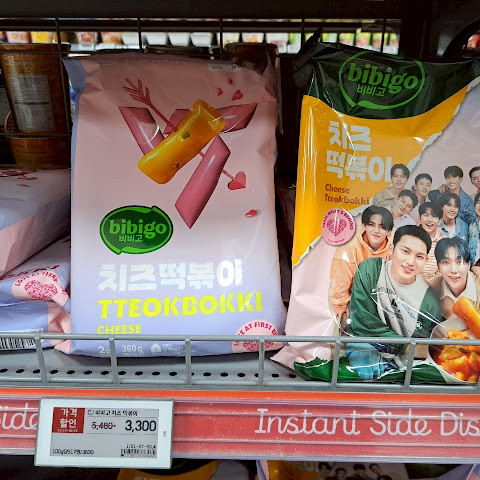 bibigo
비비고
치즈떡볶이
TTEOKBOKKI
CHEESE
360g
bibigo
비비고
치즈
떡볶이
Cheese
Tteokbokki
가격
할인
CJ 비비고 치즈 떡볶이
5,480
3,300
Instant Side Dis